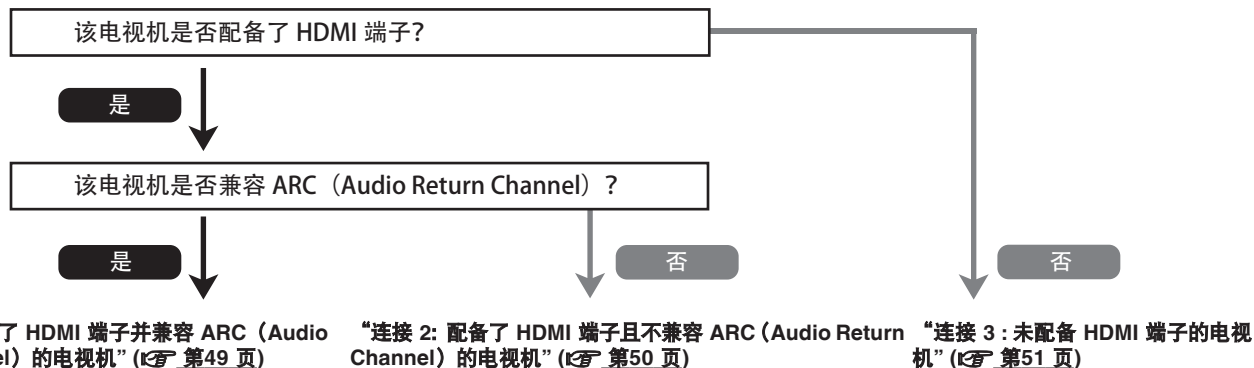 该电视机是否配备了 HDMI 端子？
是
该电视机是否兼容 ARC（Audio Return Channel）？
是
否
否
了 HDMI 端子并兼容 ARC（Audio
el）的电视机” (☞ 第49 页)
“连接 2: 配备了 HDMI 端子且不兼容 ARC（Audio Return
Channel）的电视机” (☞ 第50 页)
“连接 3 : 未配备 HDMI 端子的电视
机” (☞ 第51 页)